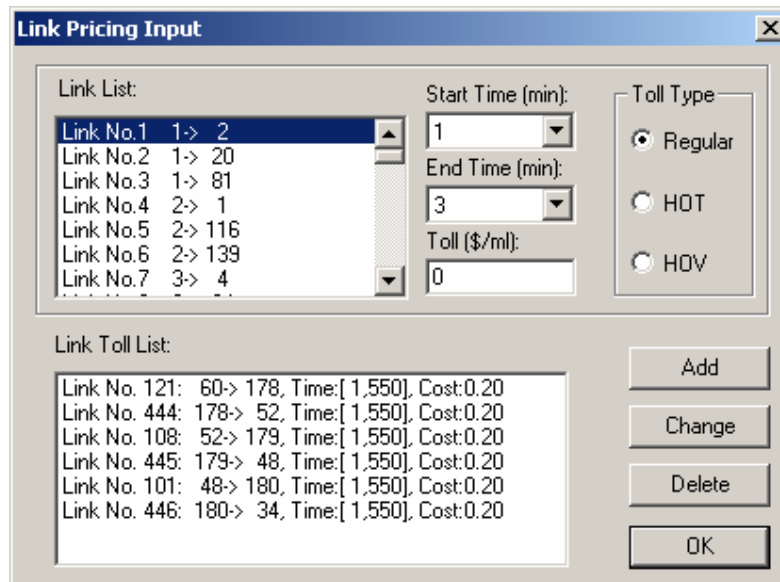 Link Pricing Input
Link List:
Link No.1 1-> 2
Link No.2 1-> 20
Link No.3 1-> 81
Link No.4 2-> 1
Link No.5 2-> 116
Link No.6 2-> 139
Link No.7 3-> 4
Start Time (min):
1
End Time (min):
3
Toll ($/ml):
0
Toll Type
Regular
HOT
HOV
Link Toll List:
Link No. 121: 60-> 178, Time:[ 1,550], Cost:0.20
Link No. 444: 178-> 52, Time:[ 1,550], Cost:0.20
Link No. 108: 52-> 179, Time:[ 1,550], Cost:0.20
Link No. 445: 179-> 48, Time:[ 1,550], Cost:0.20
Link No. 101: 48-> 180, Time:[ 1,550], Cost:0.20
Link No. 446: 180-> 34, Time:[ 1,550], Cost:0.20
Add
Change
Delete
OK